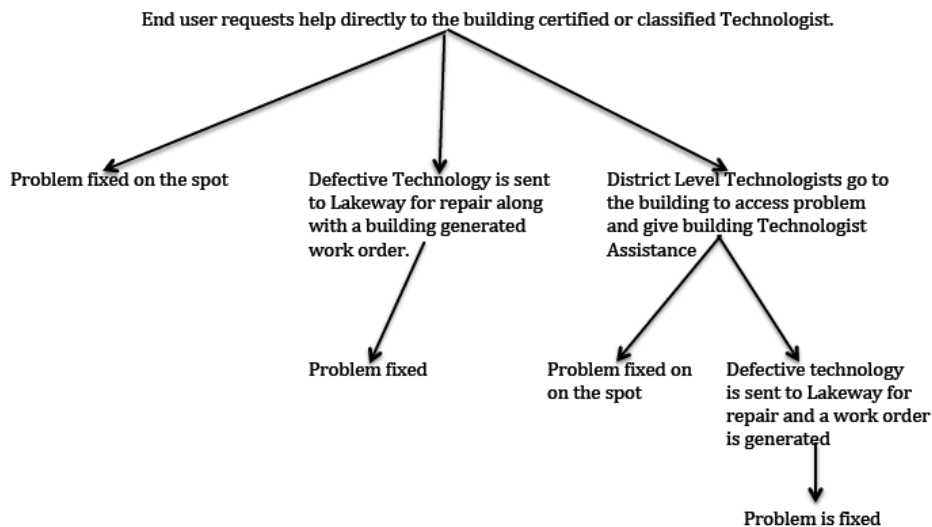 End user requests help directly to the building certified or classified Technologist.
Problem fixed on the spot
Defective Technology is sent
to Lakeway for repair along
with a building generated
work order.
District Level Technologists go to
the building to access problem
and give building Technologist
Assistance
Problem fixed
Problem fixed on
on the spot
Defective technology
is sent to Lakeway for
repair and a work order
is generated
Problem is fixed